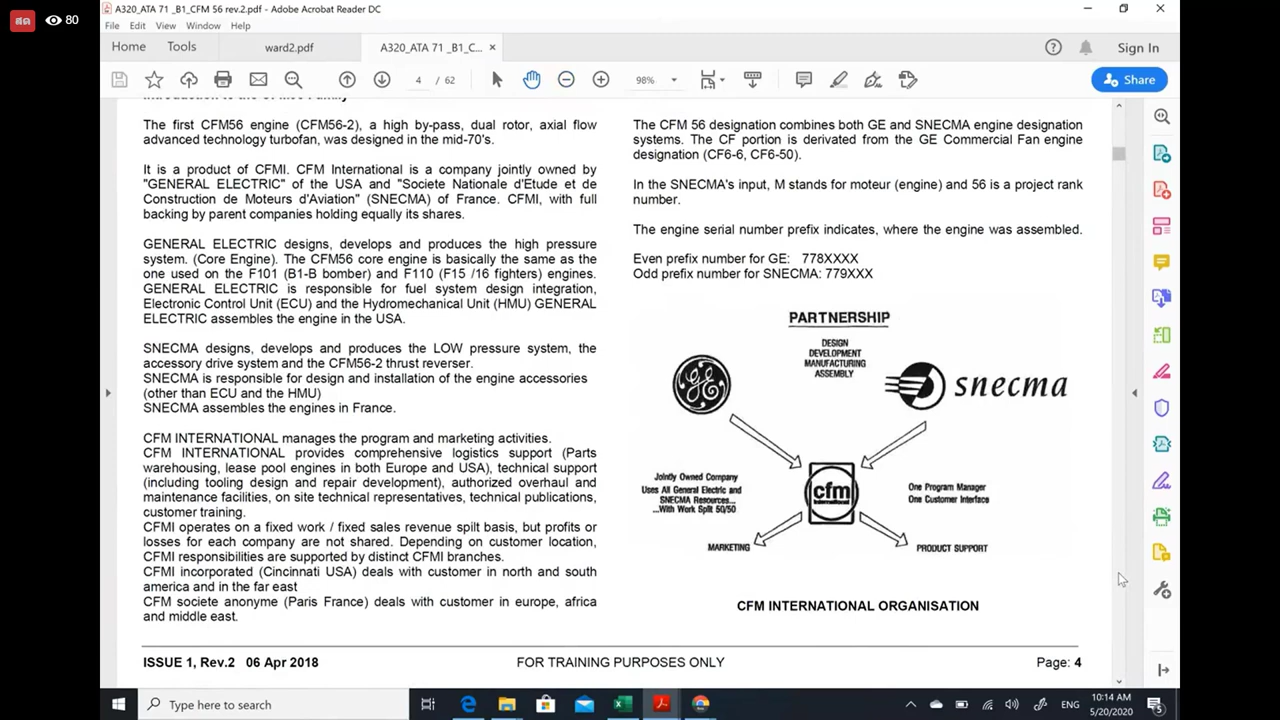 สด 80
A320_ATA 71 _B1_CFM 56 rev.2.pdf - Adobe Acrobat Reader DC
File Edit View Window Help
Home Tools ward2.pdf A320_ATA 71 _B1_C... Sign In
4 / 62 98% Share
The first CFM56 engine (CFM56-2), a high by-pass, dual rotor, axial flow
advanced technology turbofan, was designed in the mid-70's.
It is a product of CFMI. CFM International is a company jointly owned by
"GENERAL ELECTRIC" of the USA and "Societe Nationale d'Etude et de
Construction de Moteurs d'Aviation" (SNECMA) of France. CFMI, with full
backing by parent companies holding equally its shares.
GENERAL ELECTRIC designs, develops and produces the high pressure
system. (Core Engine). The CFM56 core engine is basically the same as the
one used on the F101 (B1-B bomber) and F110 (F15 /16 fighters) engines.
GENERAL ELECTRIC is responsible for fuel system design integration,
Electronic Control Unit (ECU) and the Hydromechanical Unit (HMU) GENERAL
ELECTRIC assembles the engine in the USA.
SNECMA designs, develops and produces the LOW pressure system, the
accessory drive system and the CFM56-2 thrust reverser.
SNECMA is responsible for design and installation of the engine accessories
(other than ECU and the HMU)
SNECMA assembles the engines in France.
CFM INTERNATIONAL manages the program and marketing activities.
CFM INTERNATIONAL provides comprehensive logistics support (Parts
warehousing, lease pool engines in both Europe and USA), technical support
(including tooling design and repair development), authorized overhaul and
maintenance facilities, on site technical representatives, technical publications,
customer training.
CFMI operates on a fixed work / fixed sales revenue spilt basis, but profits or
losses for each company are not shared. Depending on customer location,
CFMI responsibilities are supported by distinct CFMI branches.
CFMI incorporated (Cincinnati USA) deals with customer in north and south
america and in the far east
CFM societe anonyme (Paris France) deals with customer in europe, africa
and middle east.
The CFM 56 designation combines both GE and SNECMA engine designation
systems. The CF portion is derived from the GE Commercial Fan engine
designation (CF6-6, CF6-50).
In the SNECMA's input, M stands for moteur (engine) and 56 is a project rank
number.
The engine serial number prefix indicates, where the engine was assembled.
Even prefix number for GE: 778XXXX
Odd prefix number for SNECMA: 779XXX
PARTNERSHIP
DESIGN
DEVELOPMENT
MANUFACTURING
ASSEMBLY
GE
snecma
Jointly Owned Company
Uses All General Electric and
SNECMA Resources...
...With Work Split 50/50
cfm
international
One Program Manager
One Customer Interface
MARKETING
PRODUCT SUPPORT
CFM INTERNATIONAL ORGANISATION
ISSUE 1, Rev.2 06 Apr 2018 FOR TRAINING PURPOSES ONLY Page: 4
Type here to search
ENG
10:14 AM
5/20/2020
5